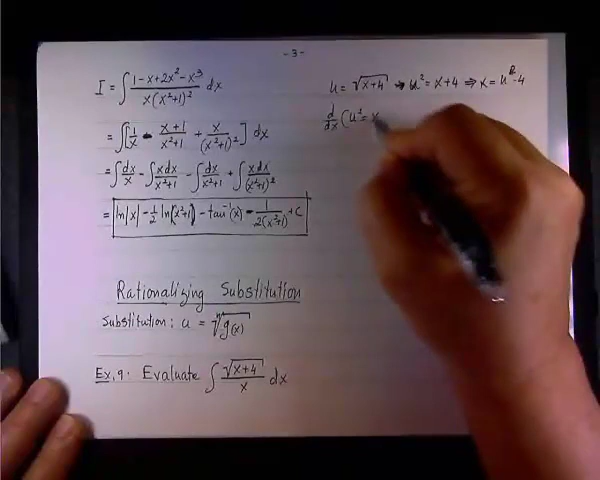 -3-
I = ∫ (1-x+2x²-x³)/(x(x²+1)²) dx
= ∫[1/x - (x+1)/(x²+1) + x/(x²+1)²] dx
= ∫dx/x - ∫xdx/(x²+1) - ∫dx/(x²+1) + ∫xdx/(x²+1)²
= ln|x| - 1/2 ln(x²+1) - tan⁻¹(x) - 1/(2(x²+1)) + C
Rationalizing Substitution
Substitution: u = ⁿ√g(x)
Ex.9. Evaluate ∫ √(x+4)/x dx
u = √(x+4) → u² = x+4 ⇒ x = u²-4
d/dx (u² = x